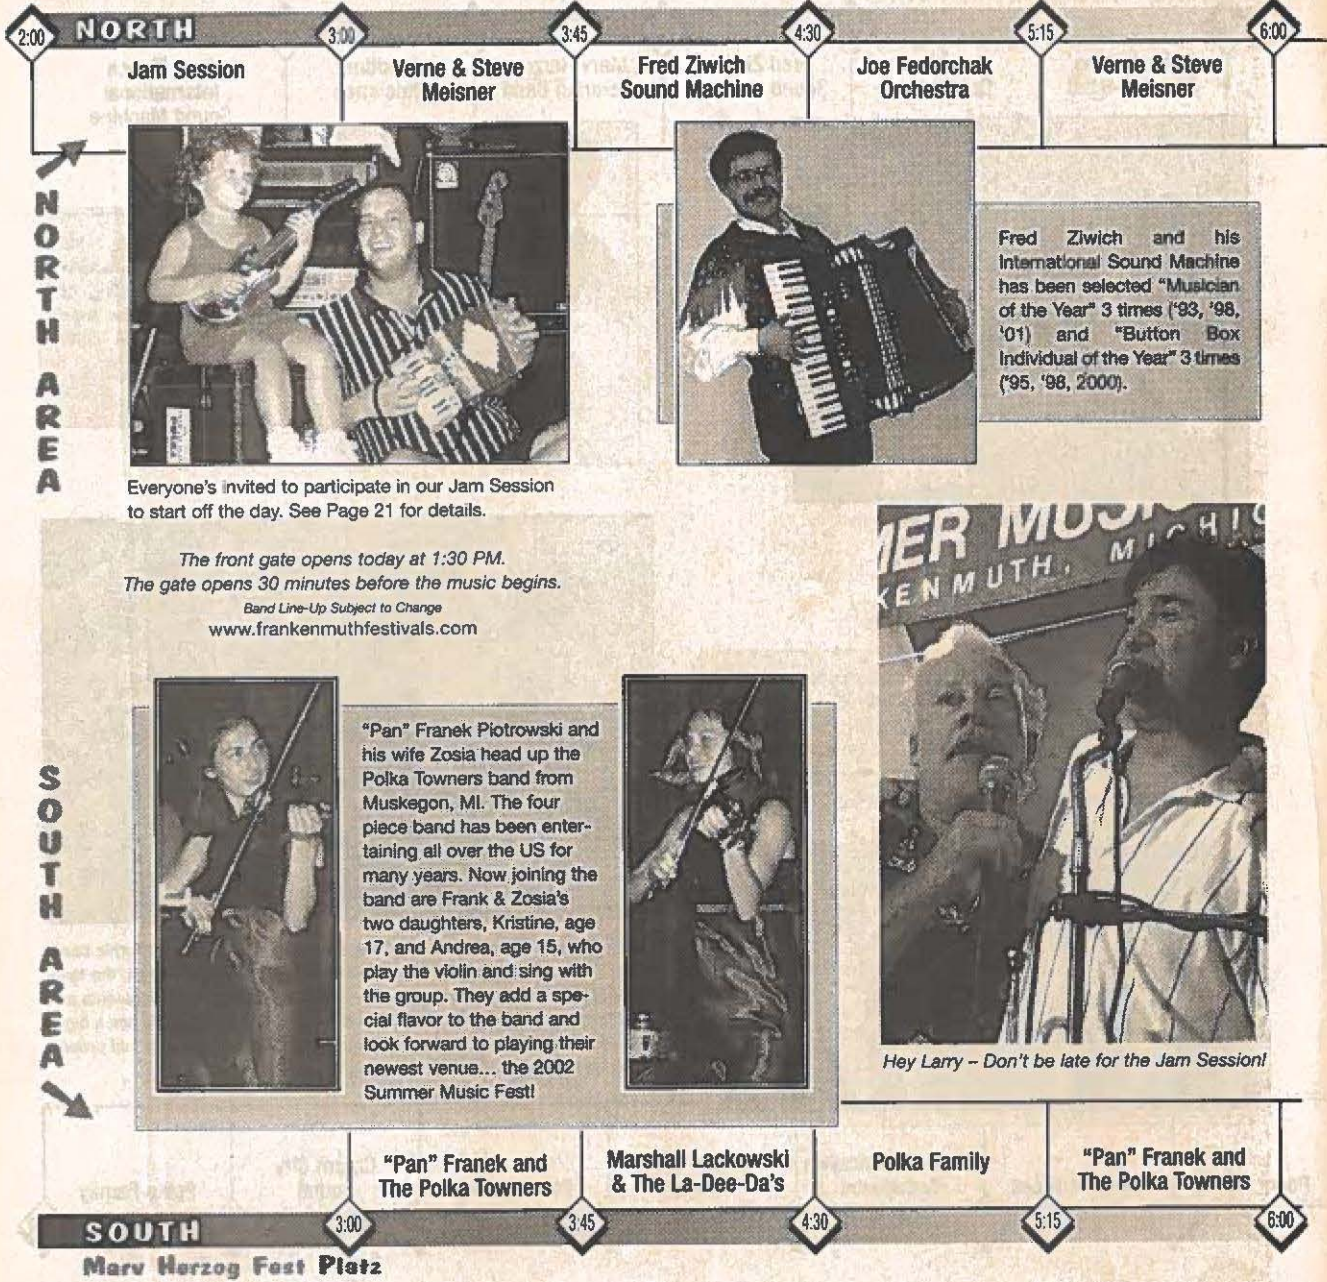 NORTH
2:00
3:00
3:45
4:30
5:15
6:00
Jam Session
Verne & Steve
Meisner
Fred Ziwich
Sound Machine
Joe Fedorchak
Orchestra
Verne & Steve
Meisner
NORTH AREA
Fred Ziwich and his
International Sound Machine
has been selected "Musician
of the Year" 3 times ('93, '98,
'01) and "Button Box
Individual of the Year" 3 times
('95, '98, 2000).
Everyone's invited to participate in our Jam Session
to start off the day. See Page 21 for details.
The front gate opens today at 1:30 PM.
The gate opens 30 minutes before the music begins.
Band Line-Up Subject to Change
www.frankenmuthfestivals.com
MER MUSIC
KENMUTH, MICHIG
SOUTH AREA
"Pan" Franek Piotrowski and
his wife Zosia head up the
Polka Towners band from
Muskegon, MI. The four
piece band has been enter-
taining all over the US for
many years. Now joining the
band are Frank & Zosia's
two daughters, Kristine, age
17, and Andrea, age 15, who
play the violin and sing with
the group. They add a spe-
cial flavor to the band and
look forward to playing their
newest venue... the 2002
Summer Music Fest!
Hey Larry – Don't be late for the Jam Session!
"Pan" Franek and
The Polka Towners
Marshall Lackowski
& The La-Dee-Da's
Polka Family
"Pan" Franek and
The Polka Towners
SOUTH
3:00
3:45
4:30
5:15
6:00
Marv Herzog Fest Platz